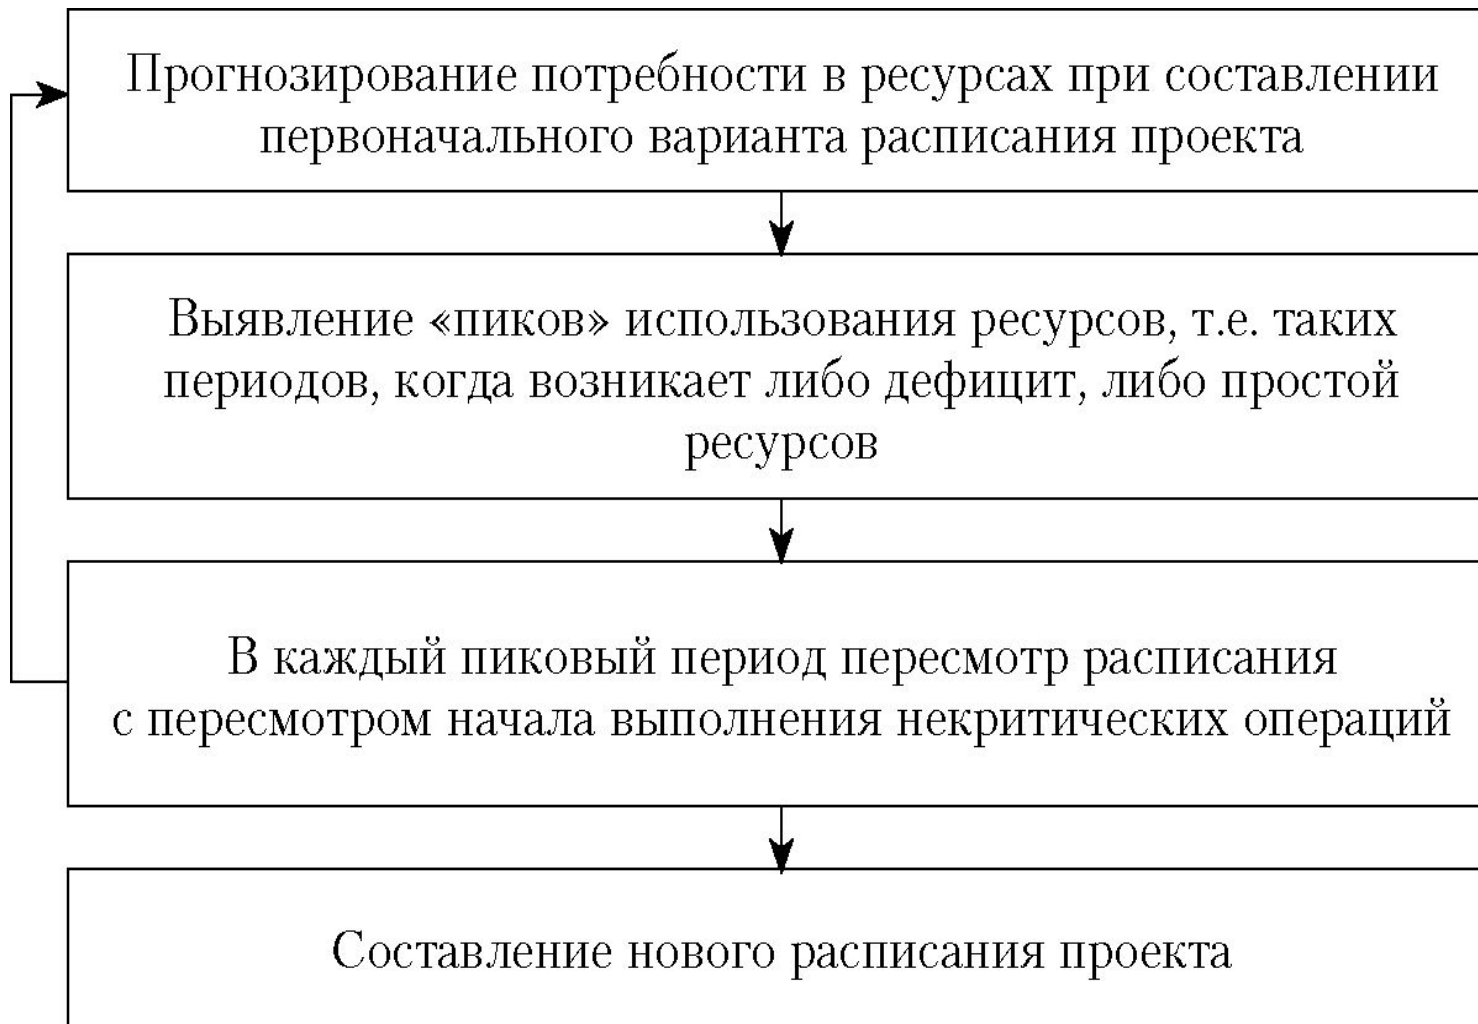 Прогнозирование потребности в ресурсах при составлении
первоначального варианта расписания проекта
Выявление «пиков» использования ресурсов, т.е. таких
периодов, когда возникает либо дефицит, либо простой
ресурсов
В каждый пиковый период пересмотр расписания
с пересмотром начала выполнения некритических операций
Составление нового расписания проекта